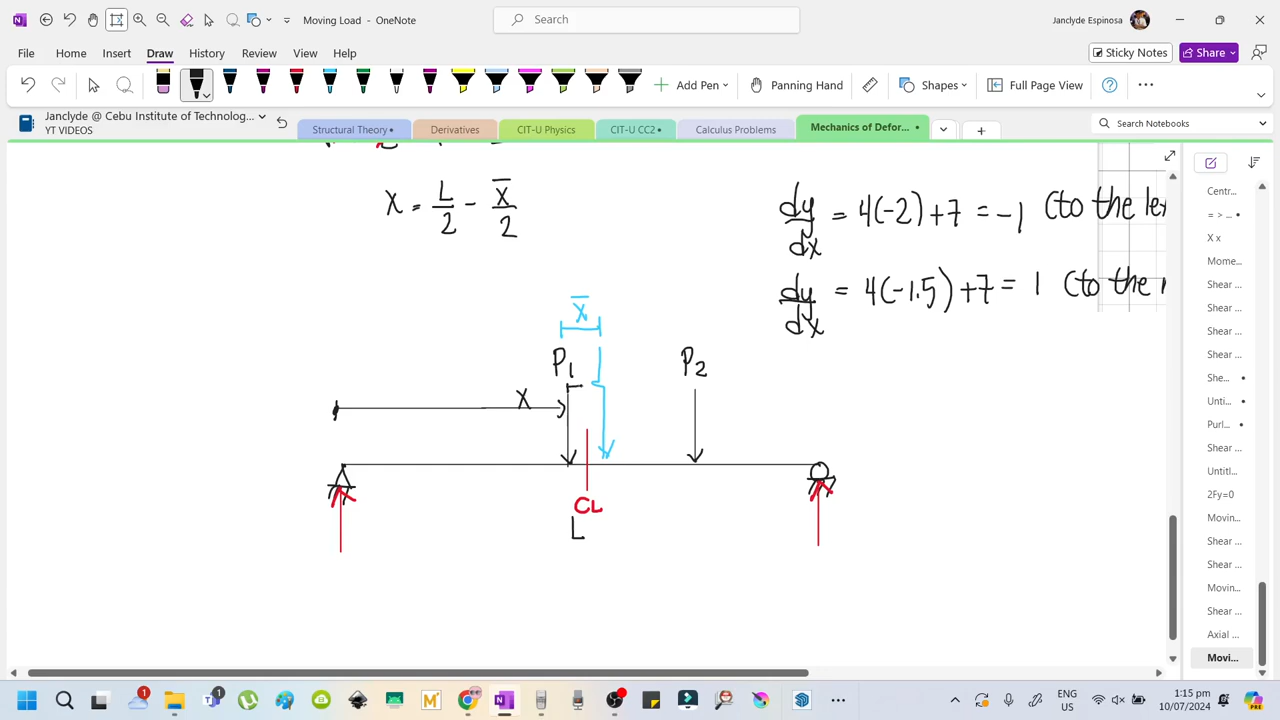 Moving Load - OneNote
Search
Janclyde Espinosa
File Home Insert Draw History Review View Help
Sticky Notes
Share
Add Pen
Panning Hand
Shapes
Full Page View
Janclyde @ Cebu Institute of Technolog...
YT VIDEOS
Structural Theory
Derivatives
CIT-U Physics
CIT-U CC2
Calculus Problems
Mechanics of Defor...
Search Notebooks
x = L/2 - x̄/2
dy/dx = 4(-2)+7 = -1 (to the le
dy/dx = 4(-1.5)+7 = 1 (to the
x̄
P1
P2
x
CL
L
Centr...
= > ...
X x
Mome...
Shear ...
Shear ...
Shear ...
Shear ...
She...
Unti...
Purl...
Shear ...
Untitl...
2Fy=0
Movin...
Shear ...
Shear ...
Movin...
Shear ...
Axial ...
Movi...
1
1
ENG
US
1:15 pm
10/07/2024